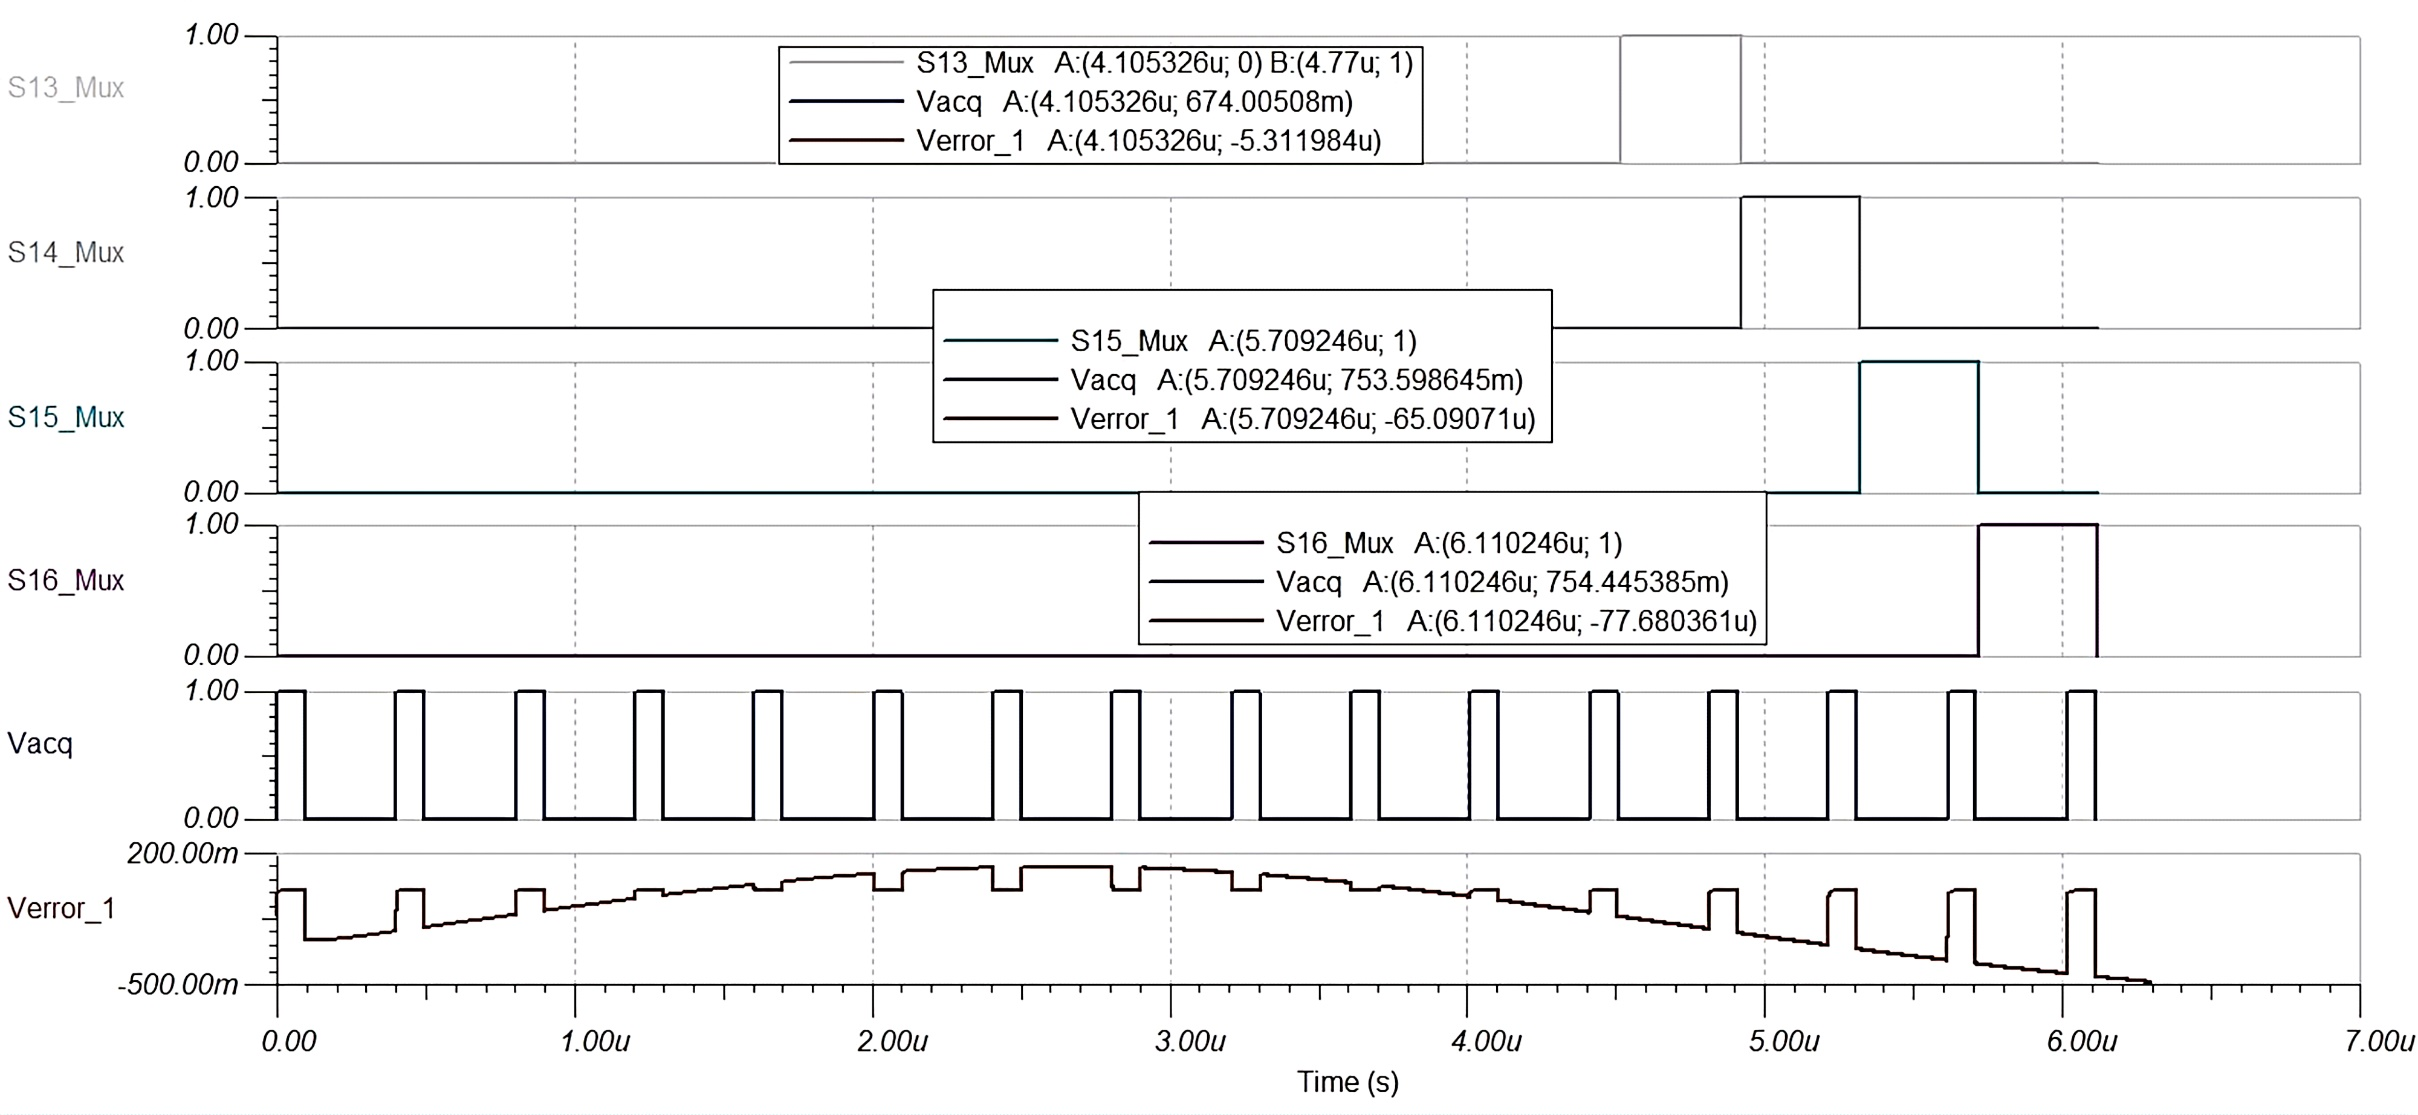 1.00
S13_Mux
0.00
S13_Mux A:(4.105326u; 0) B:(4.77u; 1)
Vacq A:(4.105326u; 674.00508m)
Verror_1 A:(4.105326u; -5.311984u)
1.00
S14_Mux
0.00
S15_Mux A:(5.709246u; 1)
Vacq A:(5.709246u; 753.598645m)
Verror_1 A:(5.709246u; -65.09071u)
1.00
S15_Mux
0.00
1.00
S16_Mux
0.00
S16_Mux A:(6.110246u; 1)
Vacq A:(6.110246u; 754.445385m)
Verror_1 A:(6.110246u; -77.680361u)
1.00
Vacq
0.00
200.00m
Verror_1
-500.00m
0.00 1.00u 2.00u 3.00u 4.00u 5.00u 6.00u 7.00u
Time (s)